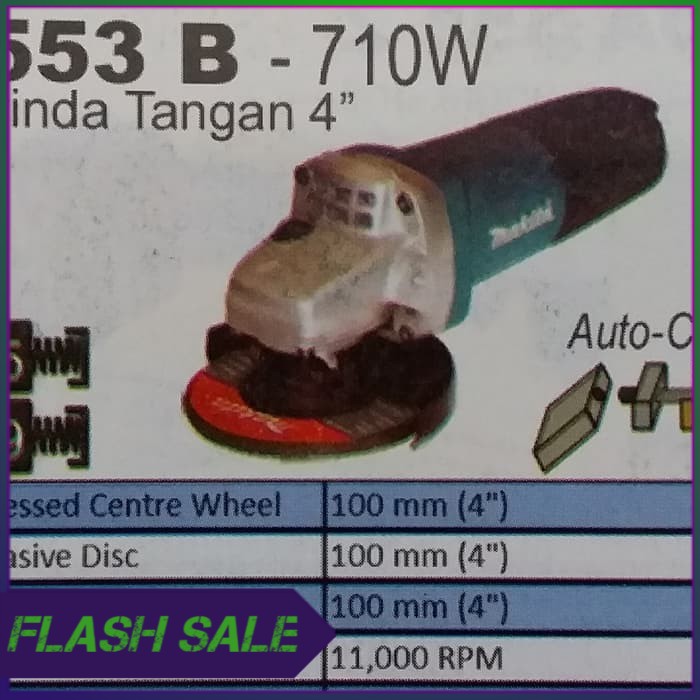 553 B - 710W
inda Tangan 4”
makita
Auto-C
essed Centre Wheel 100 mm (4")
asive Disc 100 mm (4")
100 mm (4")
FLASH SALE
11,000 RPM